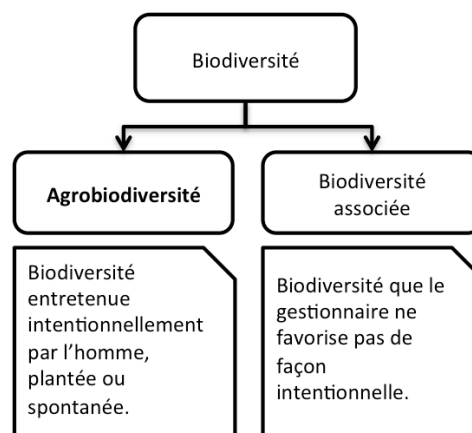 Biodiversité
Agrobiodiversité
Biodiversité
associée
Biodiversité
entretenue
intentionnellement
par l’homme,
plantée ou
spontanée.
Biodiversité que le
gestionnaire ne
favorise pas de
façon
intentionnelle.